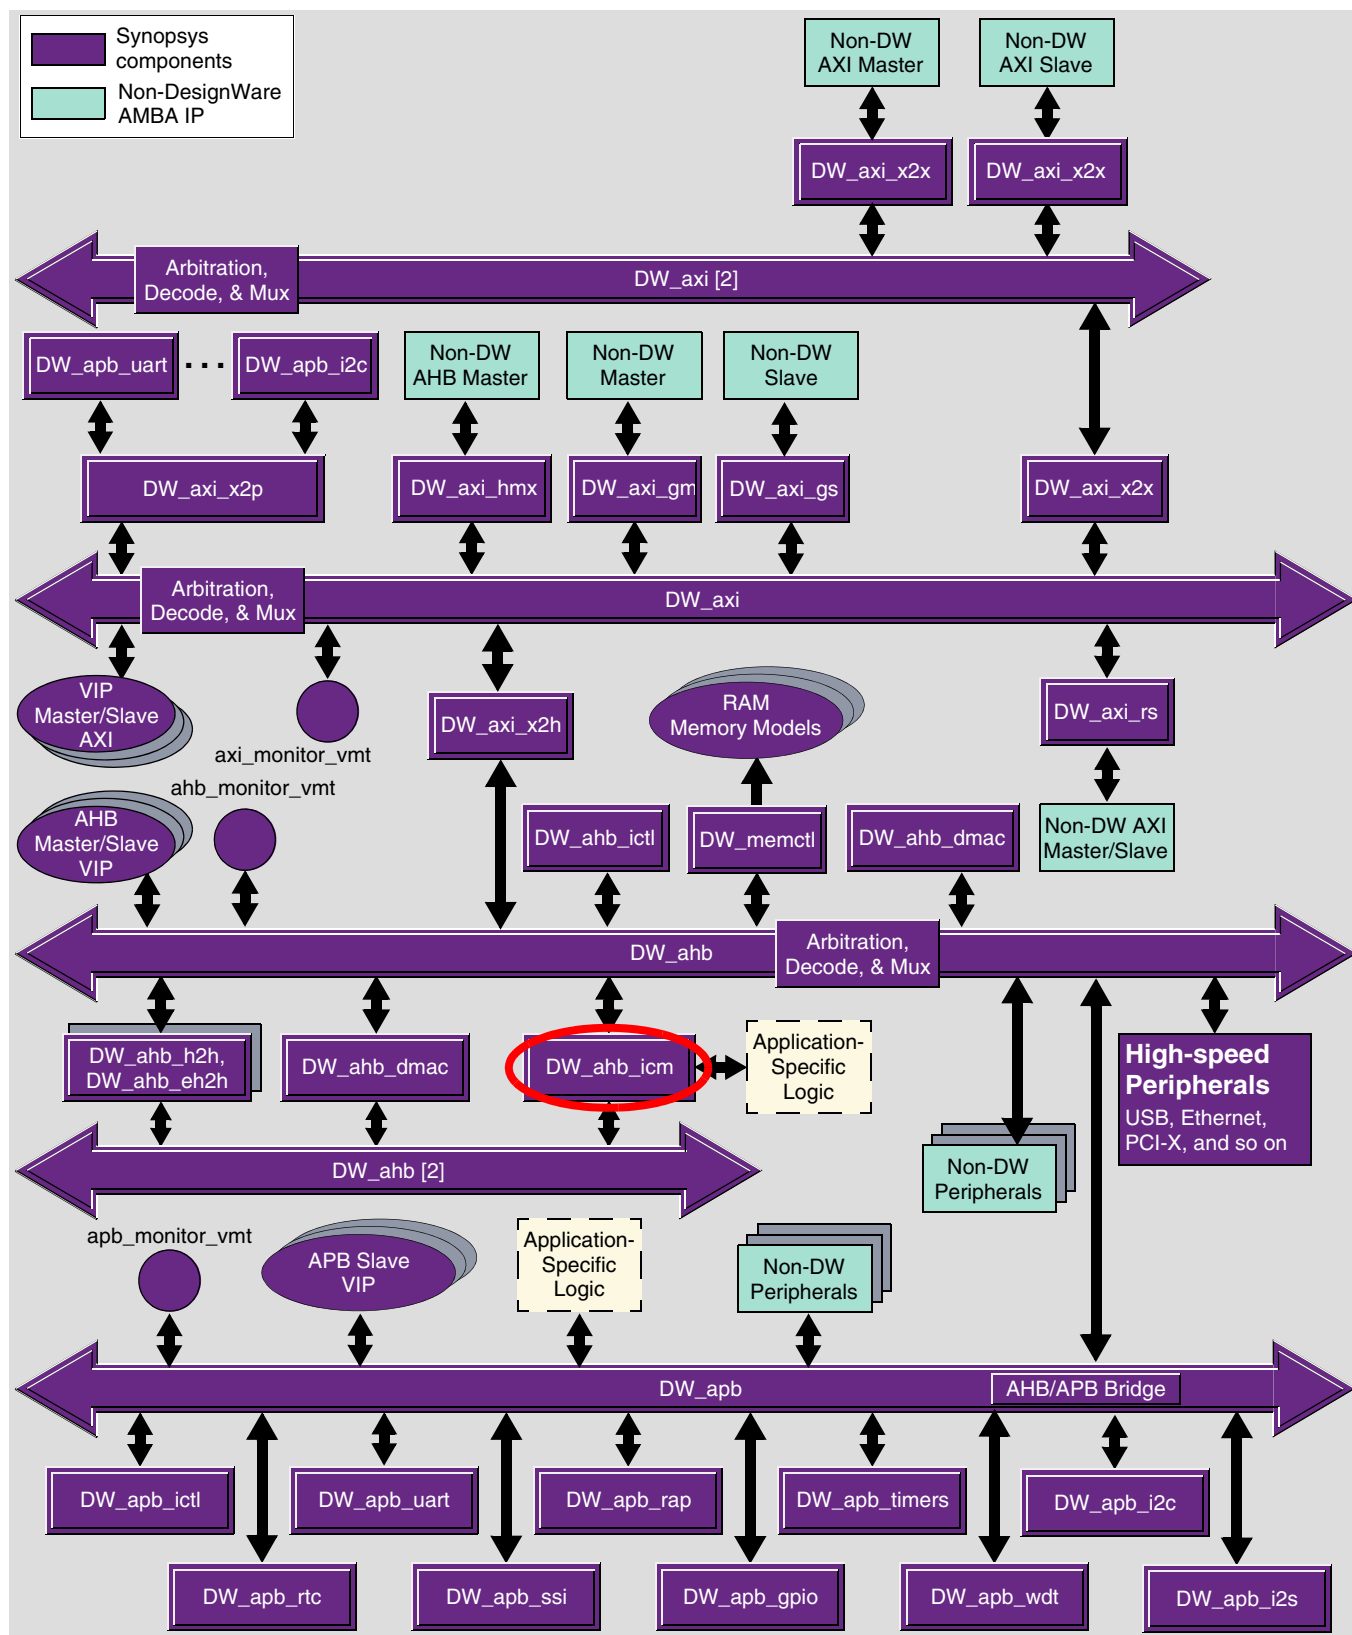 Synopsys
components
Non-DesignWare
AMBA IP
Non-DW
AXI Master
Non-DW
AXI Slave
DW_axi_x2x
DW_axi_x2x
Arbitration,
Decode, & Mux
DW_axi [2]
DW_apb_uart
. . .
DW_apb_i2c
Non-DW
AHB Master
Non-DW
Master
Non-DW
Slave
DW_axi_x2p
DW_axi_hmx
DW_axi_gm
DW_axi_gs
DW_axi_x2x
Arbitration,
Decode, & Mux
DW_axi
VIP
Master/Slave
AXI
axi_monitor_vmt
DW_axi_x2h
RAM
Memory Models
DW_axi_rs
ahb_monitor_vmt
AHB
Master/Slave
VIP
DW_ahb_ictl
DW_memctl
DW_ahb_dmac
Non-DW AXI
Master/Slave
DW_ahb
Arbitration,
Decode, & Mux
DW_ahb_h2h,
DW_ahb_eh2h
DW_ahb_dmac
DW_ahb_icm
Application-
Specific
Logic
High-speed
Peripherals
USB, Ethernet,
PCI-X, and so on
DW_ahb [2]
Non-DW
Peripherals
apb_monitor_vmt
APB Slave
VIP
Application-
Specific
Logic
Non-DW
Peripherals
DW_apb
AHB/APB Bridge
DW_apb_ictl
DW_apb_uart
DW_apb_rap
DW_apb_timers
DW_apb_i2c
DW_apb_rtc
DW_apb_ssi
DW_apb_gpio
DW_apb_wdt
DW_apb_i2s